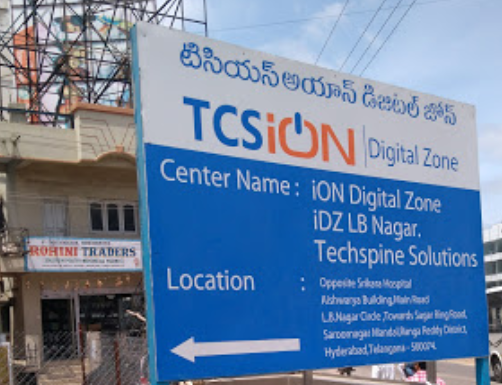 టిసియస్ అయాన్ డిజిటల్ జోన్
TCSiON Digital Zone
Center Name : iON Digital Zone
iDZ LB Nagar.
Techspine Solutions
Location : Opposite Srikara Hospital
Aishwarya Building,Main Road
L.B.Nagar Circle ,Towards Sagar Ring Road,
Saroornagar Mandal,Ranga Reddy District,
Hyderabad,Telangana - 500074.
ROHINI TRADERS